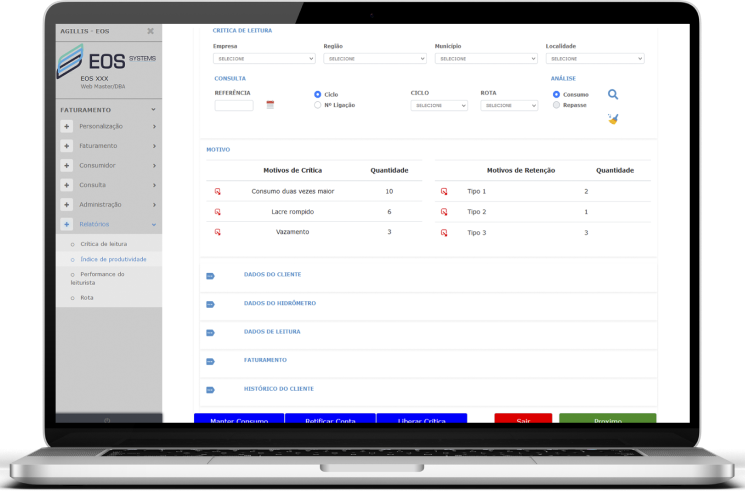 AGILLIS - EOS
EOS SYSTEMS
EOS XXX
Web Master/DBA
FATURAMENTO
Personalização
Faturamento
Consumidor
Consulta
Administração
Relatórios
Crítica de leitura
Índice de produtividade
Performance do
leiturista
Rota
CRITICA DE LEITURA
Empresa Região Município Localidade
SELECIONE SELECIONE SELECIONE SELECIONE
CONSULTA ANÁLISE
REFERÊNCIA Ciclo CICLO ROTA Consumo
Nº Ligação SELECIONE SELECIONE Repasse
MOTIVO
Motivos de Crítica Quantidade Motivos de Retenção Quantidade
Consumo duas vezes maior 10 Tipo 1 2
Lacre rompido 6 Tipo 2 1
Vazamento 3 Tipo 3 3
DADOS DO CLIENTE
DADOS DO HIDRÔMETRO
DADOS DE LEITURA
FATURAMENTO
HISTÓRICO DO CLIENTE
Manter Consumo Retificar Conta Liberar Crítica Sair Proximo